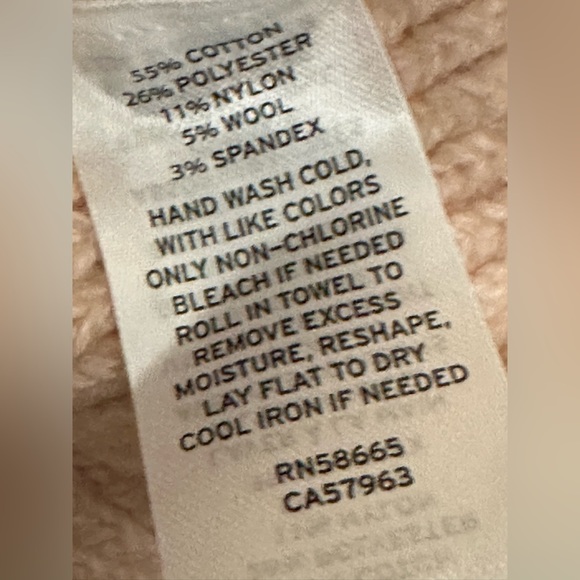 55% COTTON
26% POLYESTER
11% NYLON
5% WOOL
3% SPANDEX
HAND WASH COLD,
WITH LIKE COLORS
ONLY NON-CHLORINE
BLEACH IF NEEDED
ROLL IN TOWEL TO
REMOVE EXCESS
MOISTURE, RESHAPE,
LAY FLAT TO DRY
COOL IRON IF NEEDED
RN58665
CA57963